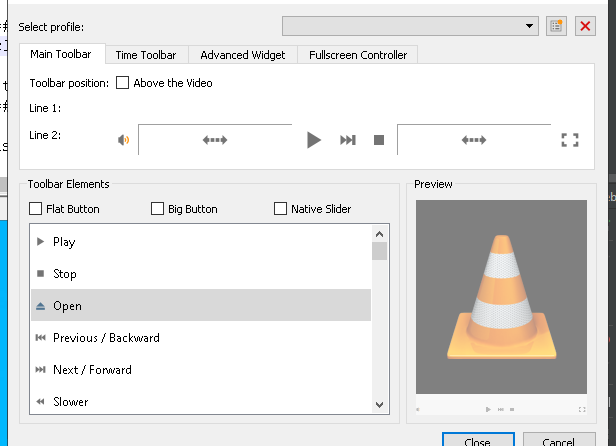 Select profile:
Main Toolbar Time Toolbar Advanced Widget Fullscreen Controller
Toolbar position: Above the Video
Line 1:
Line 2:
Toolbar Elements
Flat Button Big Button Native Slider
Play
Stop
Open
Previous / Backward
Next / Forward
Slower
Preview
Close Cancel